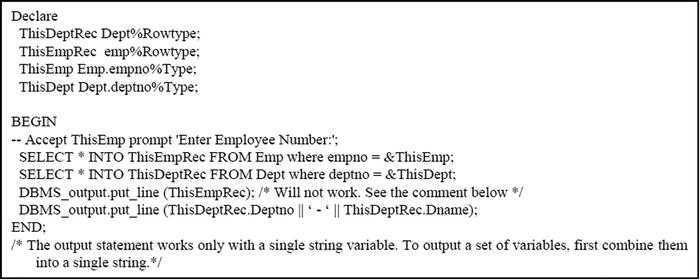 Declare
ThisDeptRec Dept%Rowtype;
ThisEmpRec emp%Rowtype;
ThisEmp Emp.empno%Type;
ThisDept Dept.deptno%Type;
BEGIN
-- Accept ThisEmp prompt 'Enter Employee Number:';
SELECT * INTO ThisEmpRec FROM Emp where empno = &ThisEmp;
SELECT * INTO ThisDeptRec FROM Dept where deptno = &ThisDept;
DBMS_output.put_line (ThisEmpRec); /* Will not work. See the comment below */
DBMS_output.put_line (ThisDeptRec.Deptno || ‘ - ‘ || ThisDeptRec.Dname);
END;
/* The output statement works only with a single string variable. To output a set of variables, first combine them
into a single string.*/